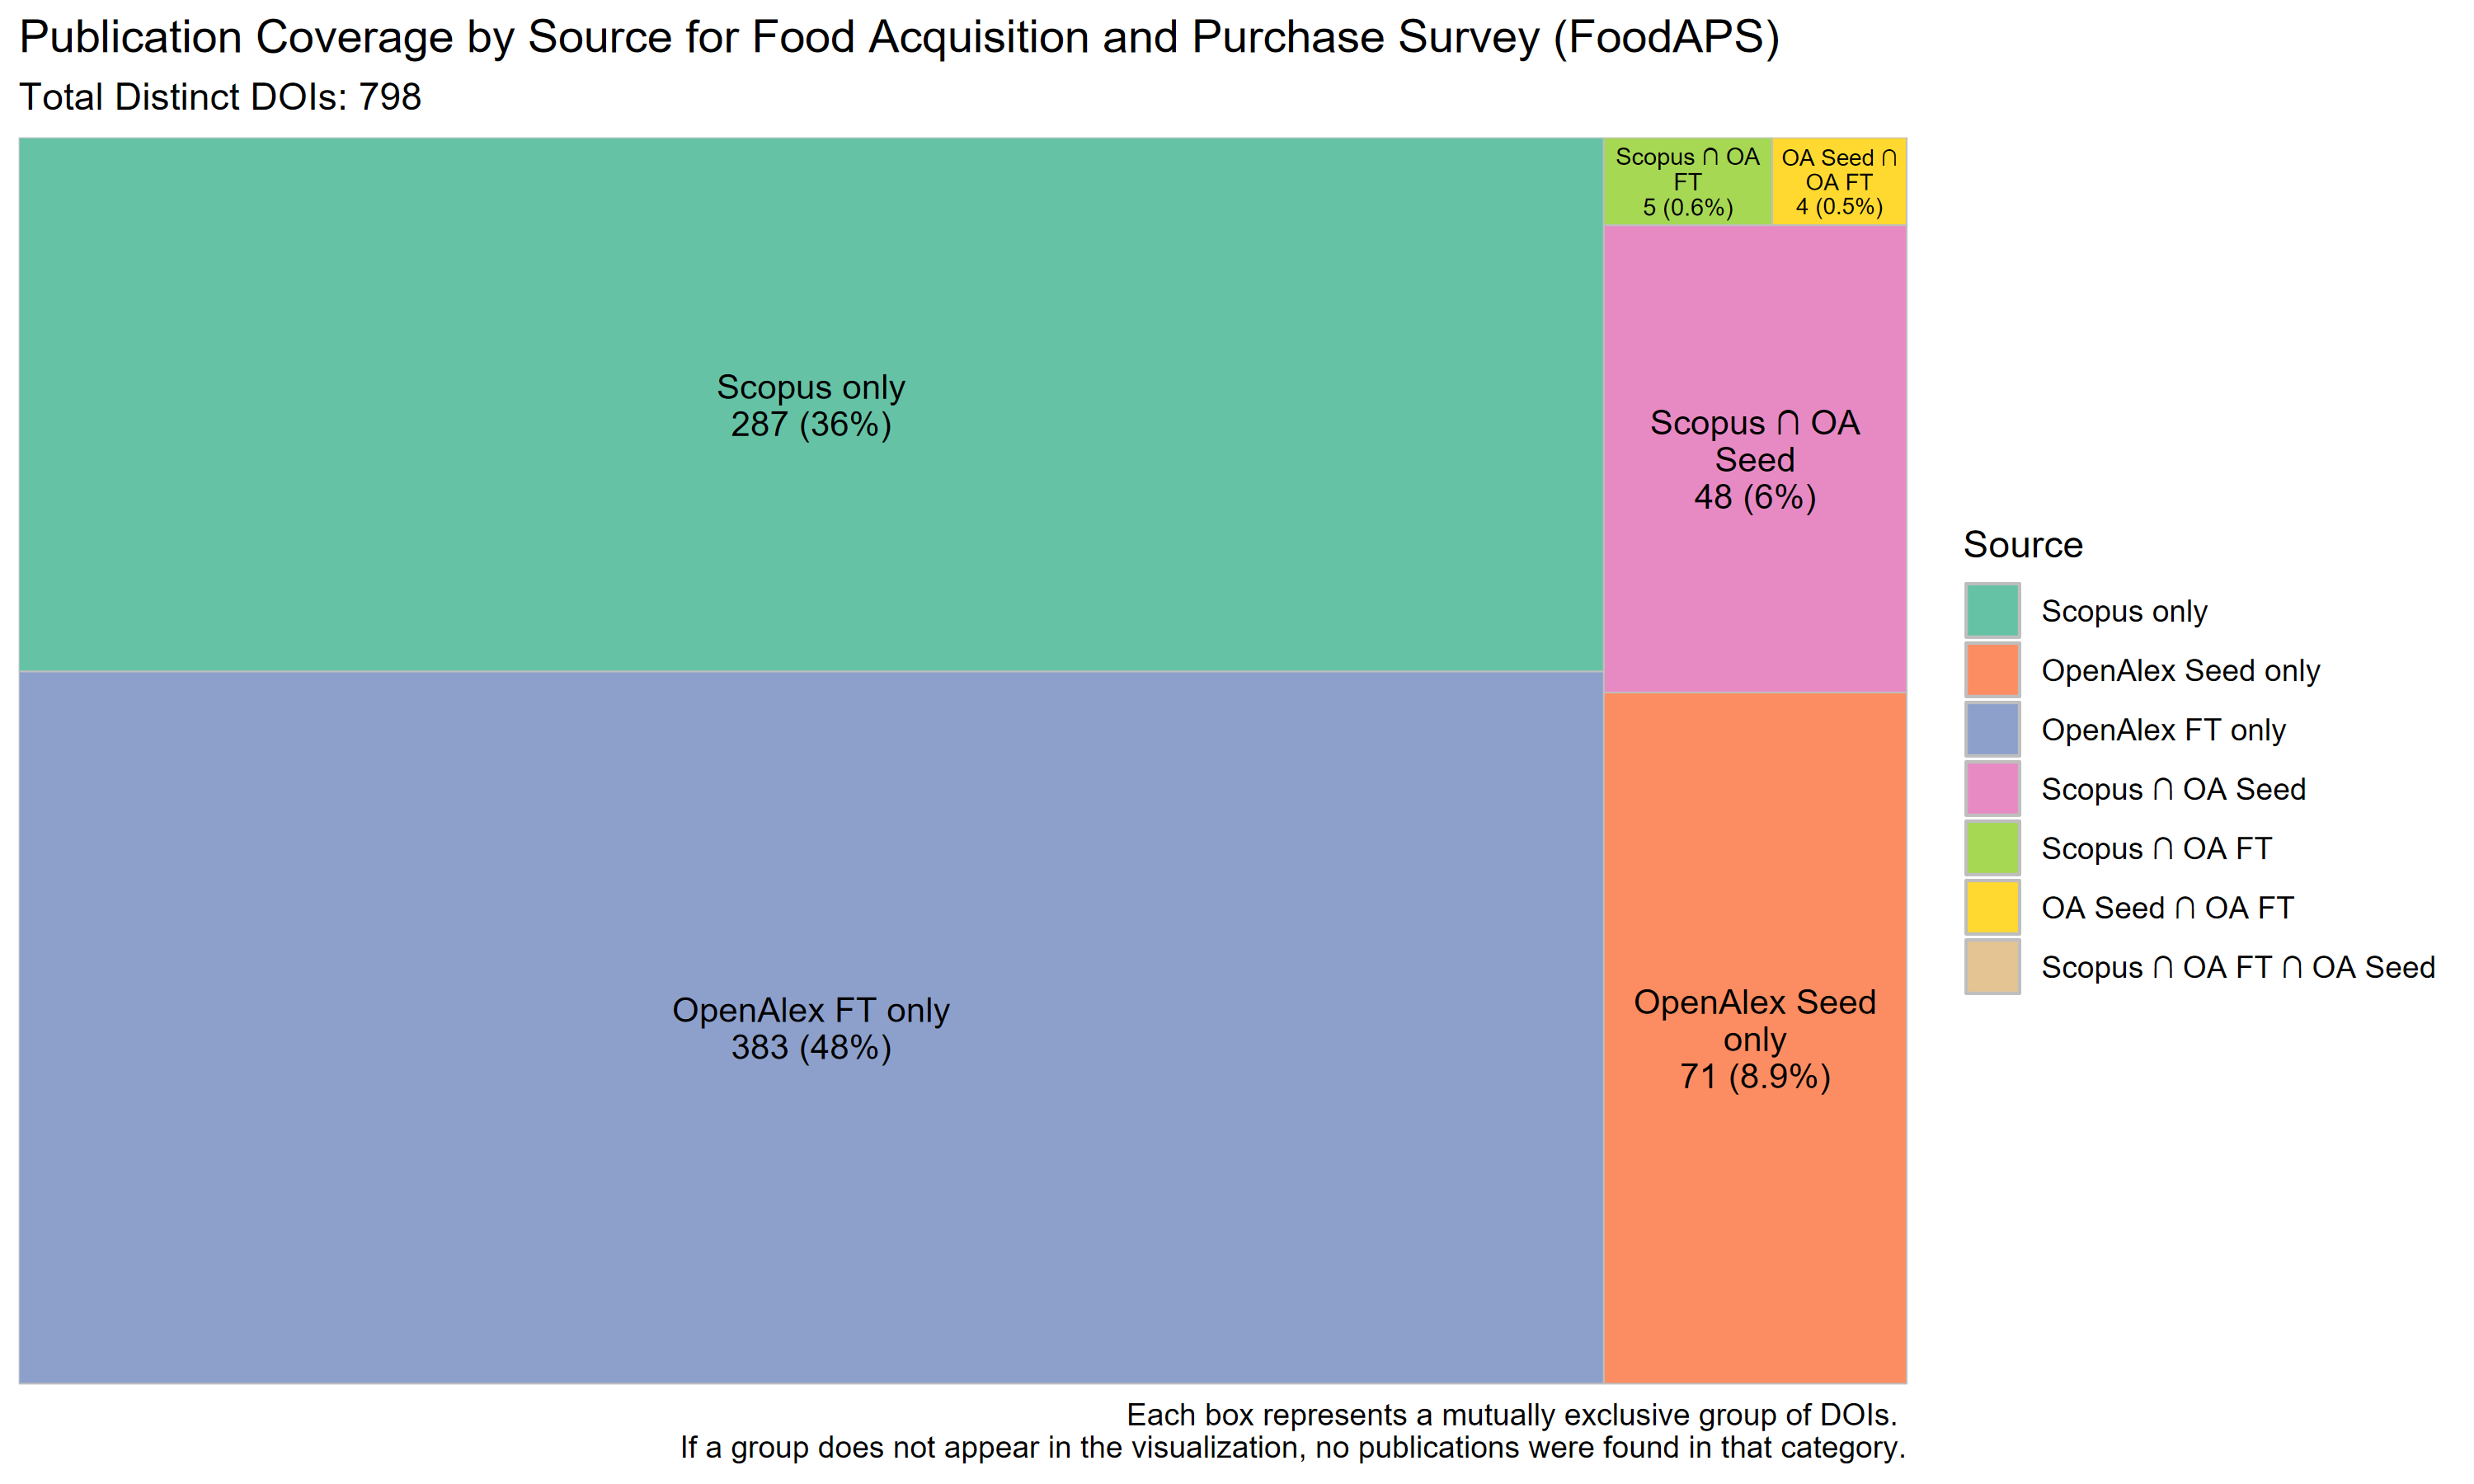 Publication Coverage by Source for Food Acquisition and Purchase Survey (FoodAPS)
Total Distinct DOIs: 798
Scopus only
287 (36%)
Scopus ∩ OA
FT
5 (0.6%)
OA Seed ∩
OA FT
4 (0.5%)
Scopus ∩ OA
Seed
48 (6%)
OpenAlex FT only
383 (48%)
OpenAlex Seed
only
71 (8.9%)
Source
Scopus only
OpenAlex Seed only
OpenAlex FT only
Scopus ∩ OA Seed
Scopus ∩ OA FT
OA Seed ∩ OA FT
Scopus ∩ OA FT ∩ OA Seed
Each box represents a mutually exclusive group of DOIs.
If a group does not appear in the visualization, no publications were found in that category.